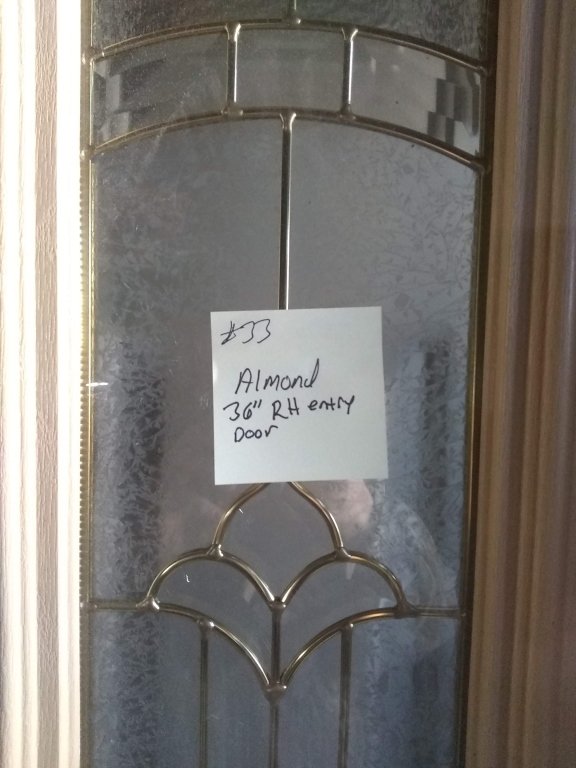 #33
Almond
36" RH entry
Door